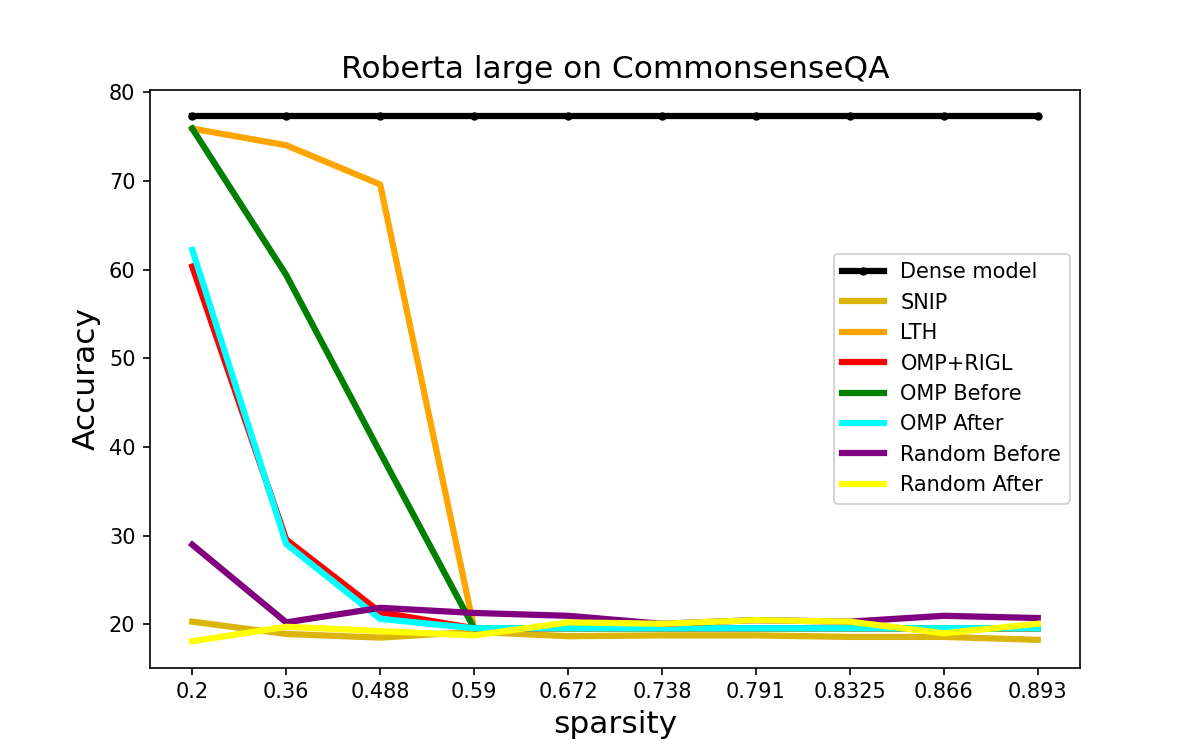 Roberta large on CommonsenseQA
Accuracy
80
70
60
50
40
30
20
Dense model
SNIP
LTH
OMP+RIGL
OMP Before
OMP After
Random Before
Random After
0.2 0.36 0.488 0.59 0.672 0.738 0.791 0.8325 0.866 0.893
sparsity